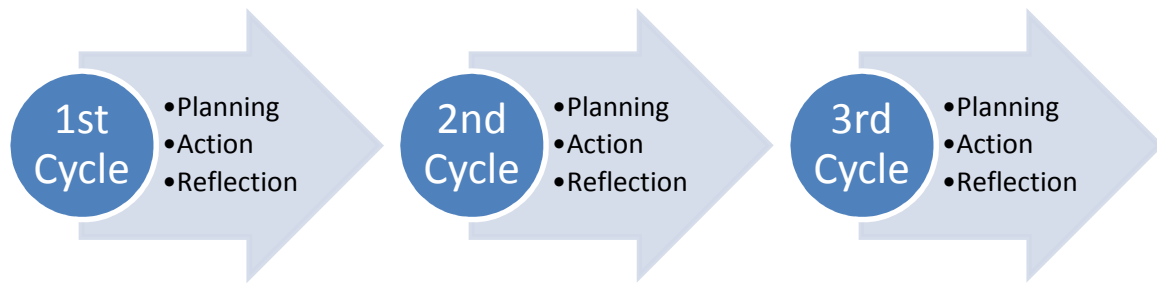 1st
Cycle
•Planning
•Action
•Reflection
2nd
Cycle
•Planning
•Action
•Reflection
3rd
Cycle
•Planning
•Action
•Reflection